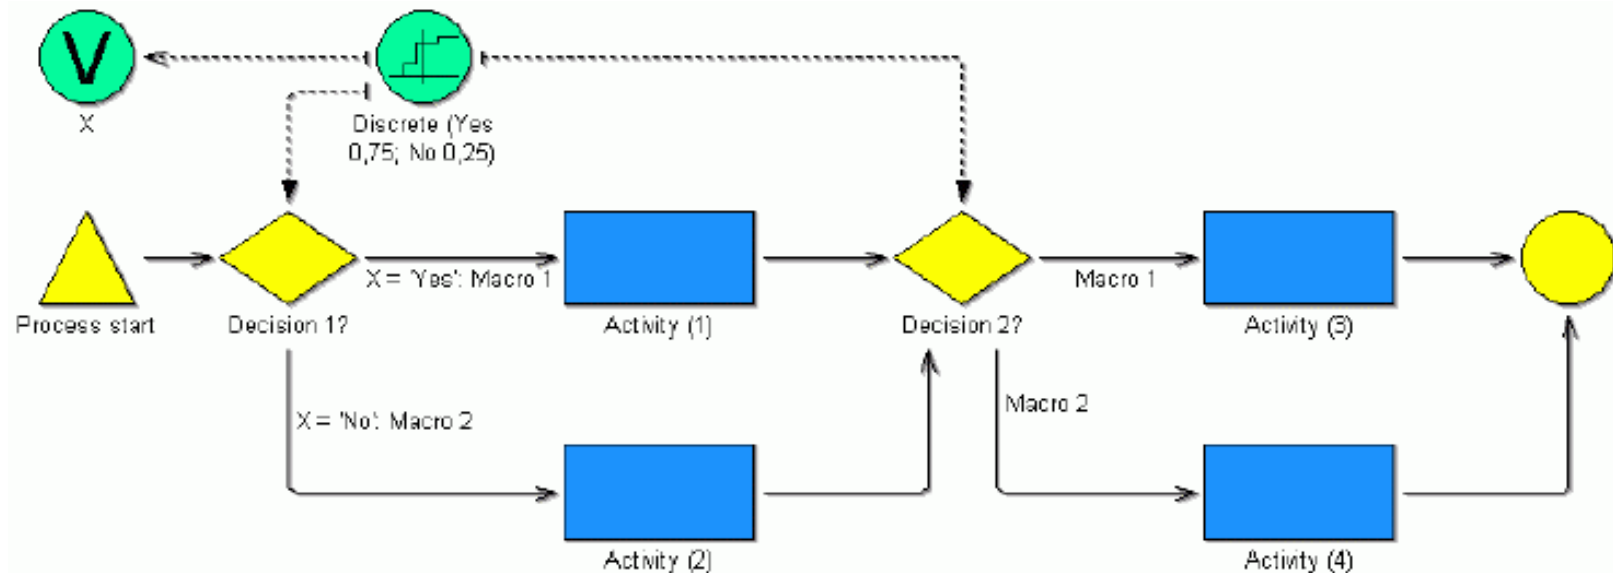 V
X
Discrete (Yes
0,75; No 0,25)
X = 'Yes': Macro 1
Macro 1
Process start
Decision 1?
Activity (1)
Decision 2?
Activity (3)
X = 'No': Macro 2
Macro 2
Activity (2)
Activity (4)